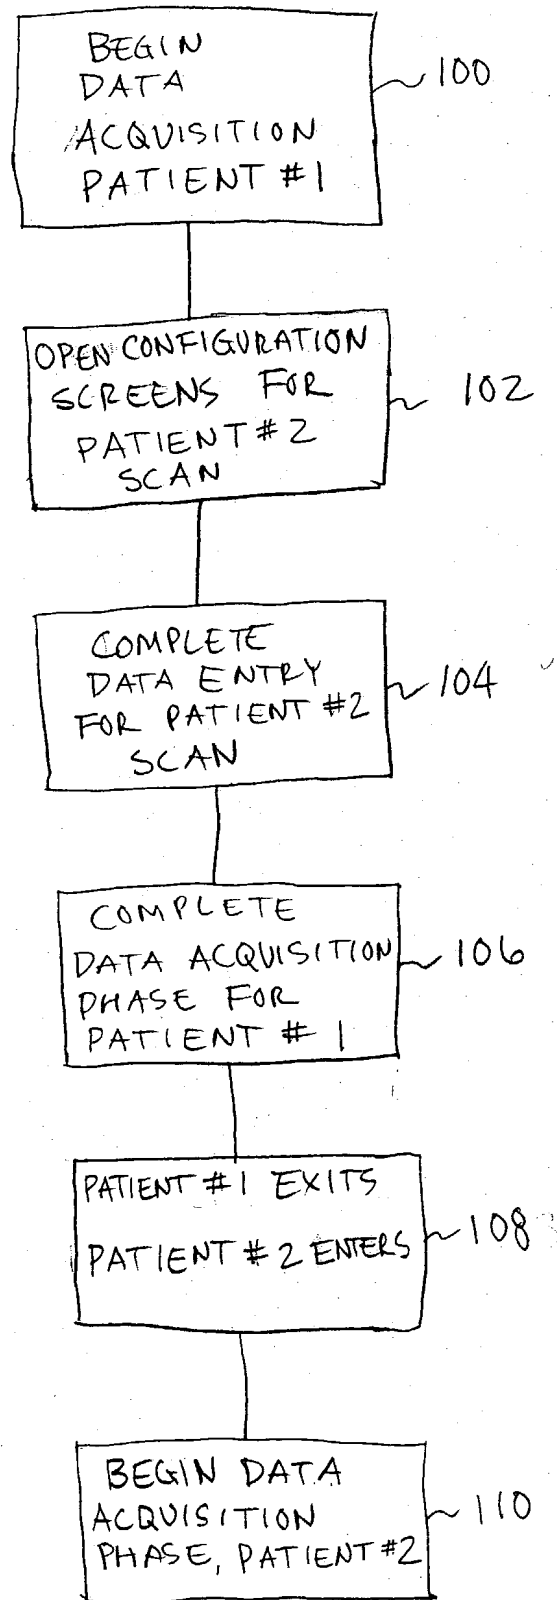 BEGIN
DATA
ACQUISITION
PATIENT #1
100
OPEN CONFIGURATION
SCREENS FOR
PATIENT #2
SCAN
102
COMPLETE
DATA ENTRY
FOR PATIENT #2
SCAN
104
COMPLETE
DATA ACQUISITION
PHASE FOR
PATIENT # 1
106
PATIENT #1 EXITS
PATIENT #2 ENTERS
108
BEGIN DATA
ACQUISITION
PHASE, PATIENT #2
110